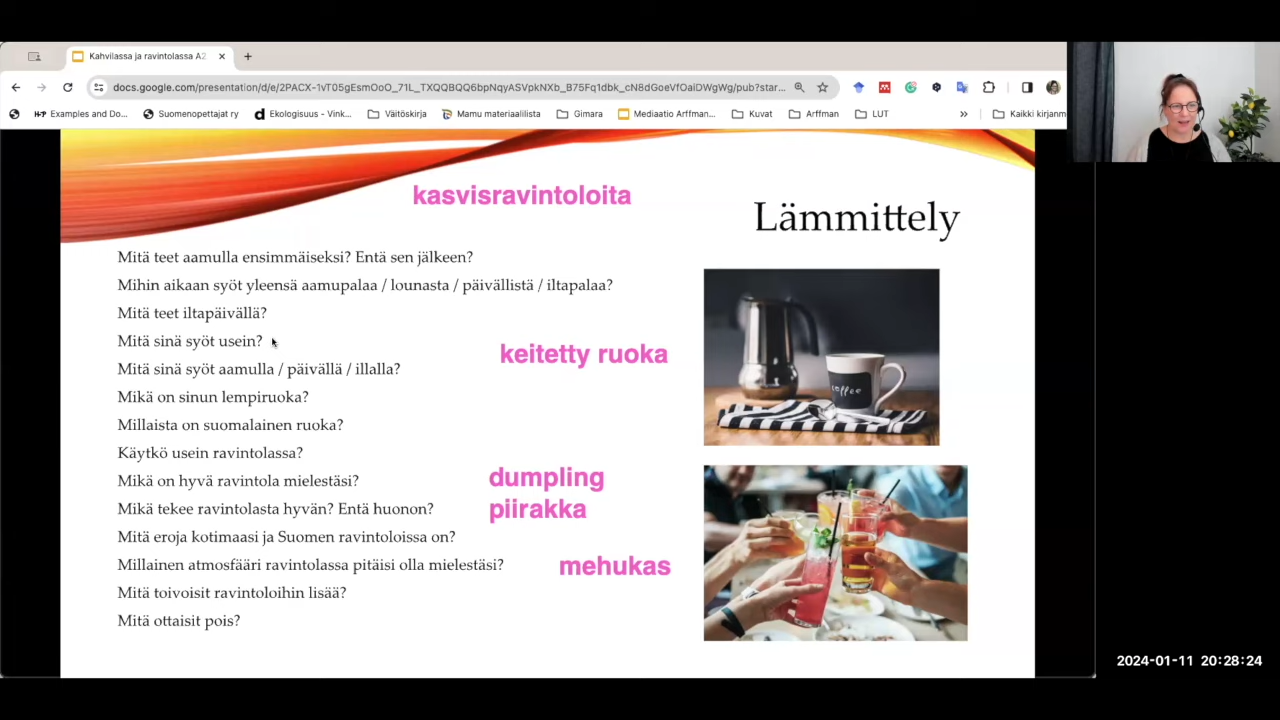 Kahvilassa ja ravintolassa A2
docs.google.com/presentation/d/e/2PACX-1vT05gEsmOoO_71L_TXQQBQQ6bpNqyASVpkNXb_B75Fq1dbk_cN8dGoeVfOaiDWgWg/pub?star...
Examples and Do... Suomenopettajat ry Ekologisuus - Vink... Väitöskirja Mamu materiaalilista Gimara Mediaatio Arffman... Kuvat Arffman LUT » Kaikki kirjanm
kasvisravintoloita
Lämmittely
Mitä teet aamulla ensimmäiseksi? Entä sen jälkeen?
Mihin aikaan syöt yleensä aamupalaa / lounasta / päivällistä / iltapalaa?
Mitä teet iltapäivällä?
Mitä sinä syöt usein?
keitetty ruoka
Mitä sinä syöt aamulla / päivällä / illalla?
Mikä on sinun lempiruoka?
coffee
Millaista on suomalainen ruoka?
Käytkö usein ravintolassa?
Mikä on hyvä ravintola mielestäsi?
dumpling
Mikä tekee ravintolasta hyvän? Entä huonon?
piirakka
Mitä eroja kotimaasi ja Suomen ravintoloissa on?
Millainen atmosfääri ravintolassa pitäisi olla mielestäsi?
mehukas
Mitä toivoisit ravintoloihin lisää?
Mitä ottaisit pois?
2024-01-11 20:28:24